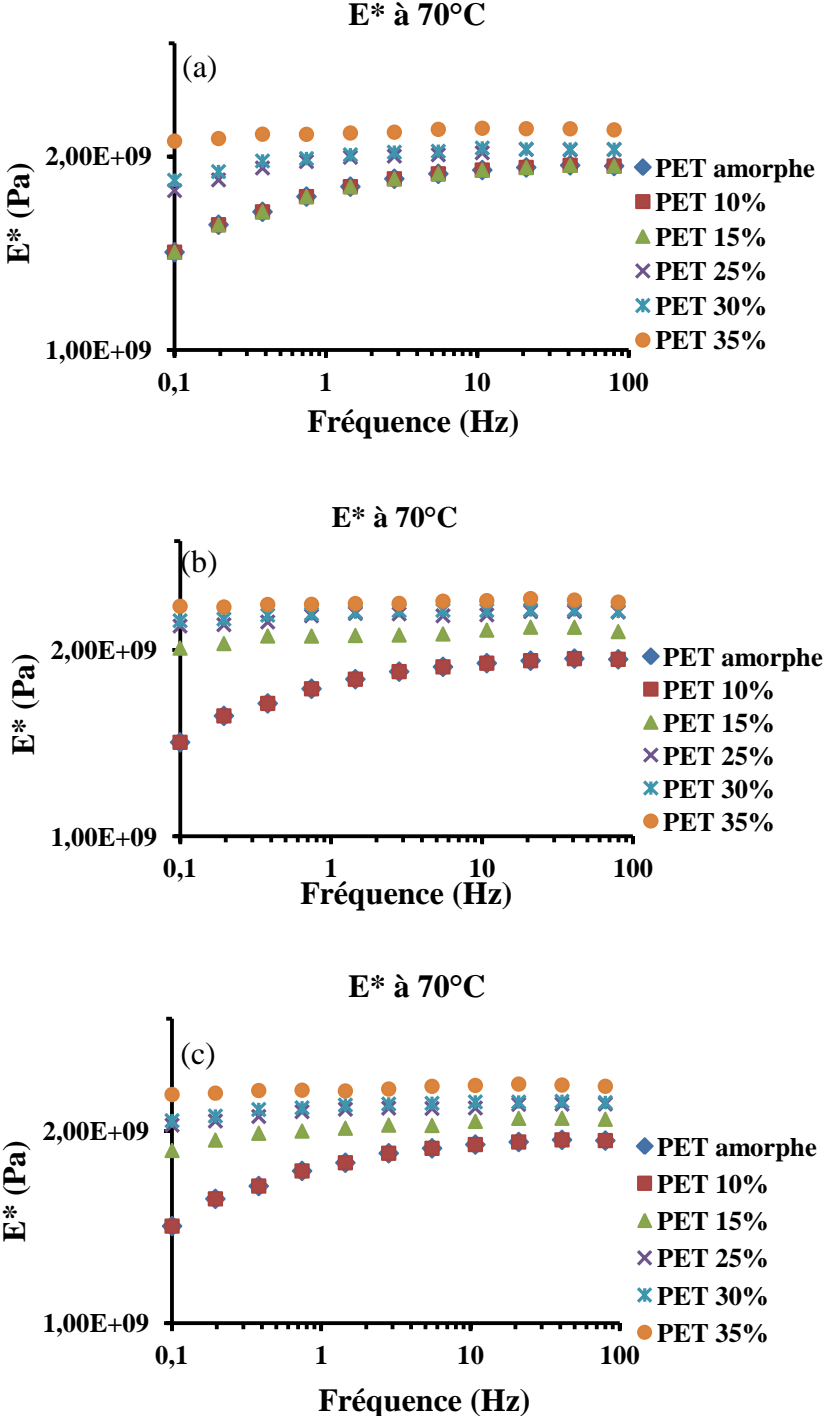 E* à 70°C
(a)
2,00E+09
1,00E+09
E* (Pa)
0,1 1 10 100
Fréquence (Hz)
PET amorphe
PET 10%
PET 15%
PET 25%
PET 30%
PET 35%
E* à 70°C
(b)
2,00E+09
1,00E+09
E* (Pa)
0,1 1 10 100
Fréquence (Hz)
PET amorphe
PET 10%
PET 15%
PET 25%
PET 30%
PET 35%
E* à 70°C
(c)
2,00E+09
1,00E+09
E* (Pa)
0,1 1 10 100
Fréquence (Hz)
PET amorphe
PET 10%
PET 15%
PET 25%
PET 30%
PET 35%